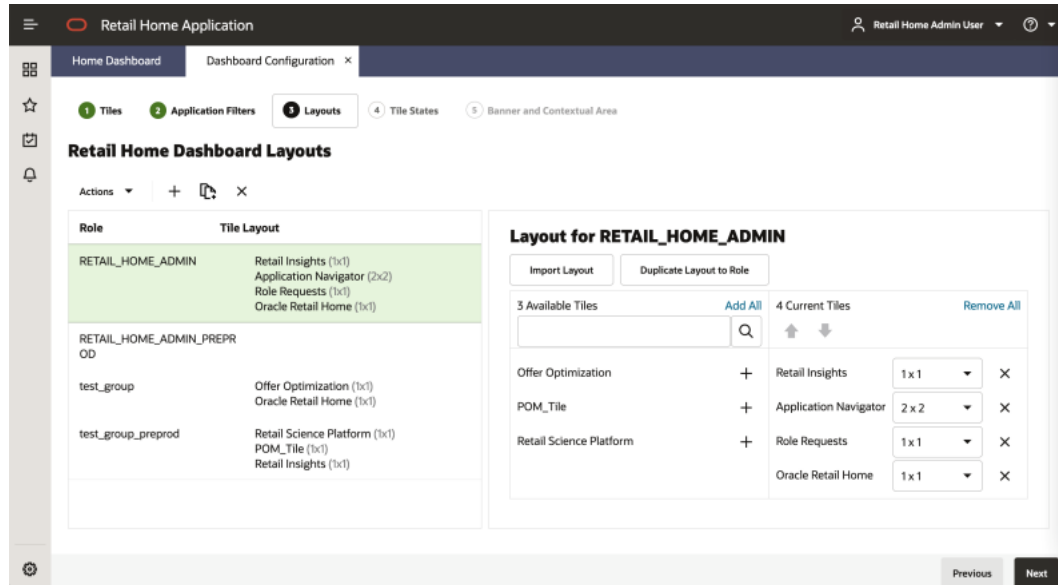 Retail Home Application
Retail Home Admin User
Home Dashboard
Dashboard Configuration ×
1 Tiles
2 Application Filters
3 Layouts
4 Tile States
5 Banner and Contextual Area
Retail Home Dashboard Layouts
Actions
Role Tile Layout
RETAIL_HOME_ADMIN Retail Insights (1x1)
Application Navigator (2x2)
Role Requests (1x1)
Oracle Retail Home (1x1)
RETAIL_HOME_ADMIN_PREPR
OD
test_group Offer Optimization (1x1)
Oracle Retail Home (1x1)
test_group_preprod Retail Science Platform (1x1)
POM_Tile (1x1)
Retail Insights (1x1)
Layout for RETAIL_HOME_ADMIN
Import Layout
Duplicate Layout to Role
3 Available Tiles Add All
Offer Optimization
POM_Tile
Retail Science Platform
4 Current Tiles Remove All
Retail Insights 1 x 1
Application Navigator 2 x 2
Role Requests 1 x 1
Oracle Retail Home 1 x 1
Previous
Next